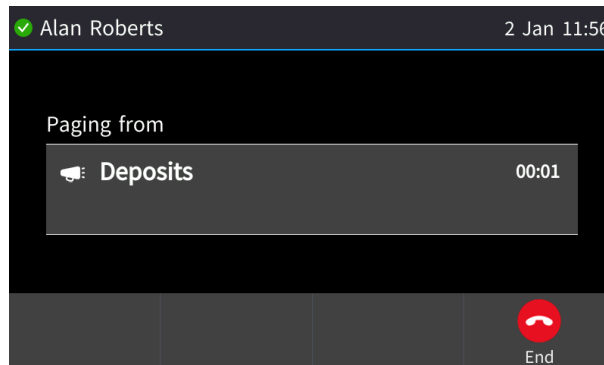 Alan Roberts 2 Jan 11:56
Paging from
Deposits 00:01
End